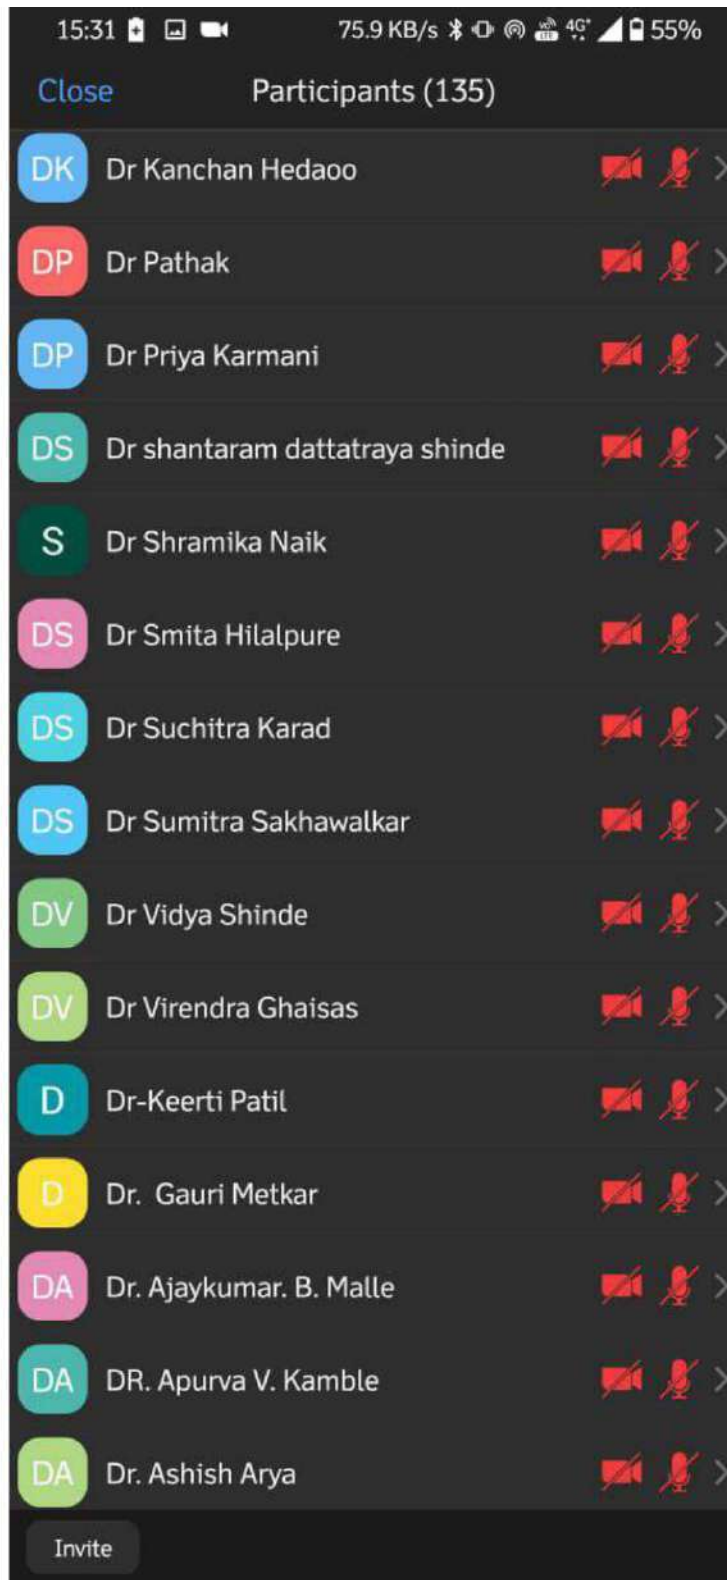 15:31 75.9 KB/s VO LTE 4G+ 55%
Close Participants (135)
DK Dr Kanchan Hedaoo
DP Dr Pathak
DP Dr Priya Karmani
DS Dr shantaram dattatraya shinde
S Dr Shramika Naik
DS Dr Smita Hilalpure
DS Dr Suchitra Karad
DS Dr Sumitra Sakhawalkar
DV Dr Vidya Shinde
DV Dr Virendra Ghaisas
D Dr-Keerti Patil
D Dr.  Gauri Metkar
DA Dr. Ajaykumar. B. Malle
DA DR. Apurva V. Kamble
DA Dr. Ashish Arya
Invite